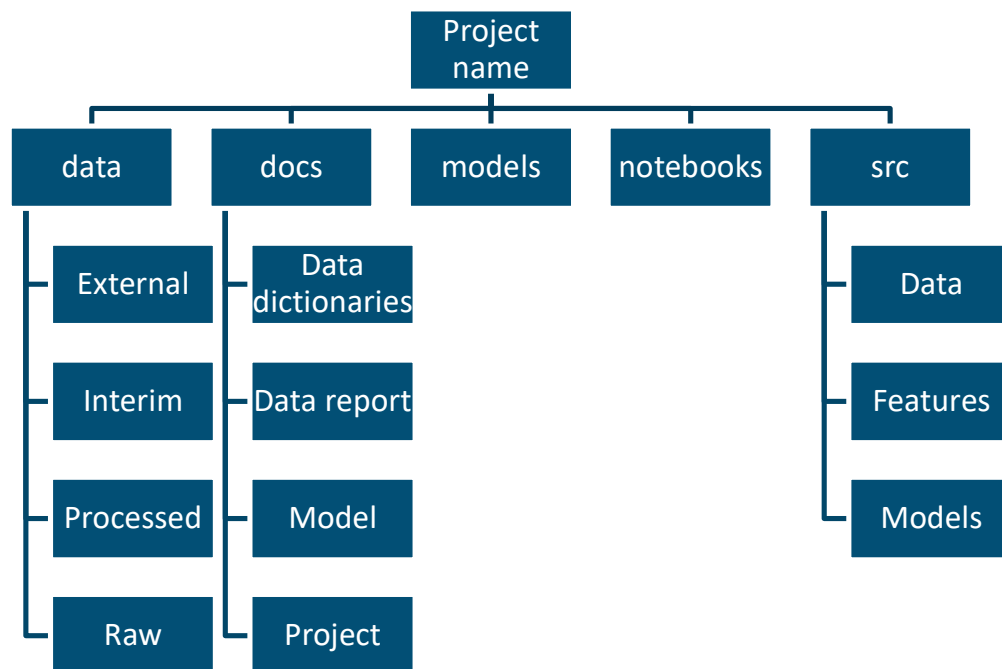 Project
name
data
docs
models
notebooks
src
External
Data
dictionaries
Data
Interim
Data report
Features
Processed
Model
Models
Raw
Project